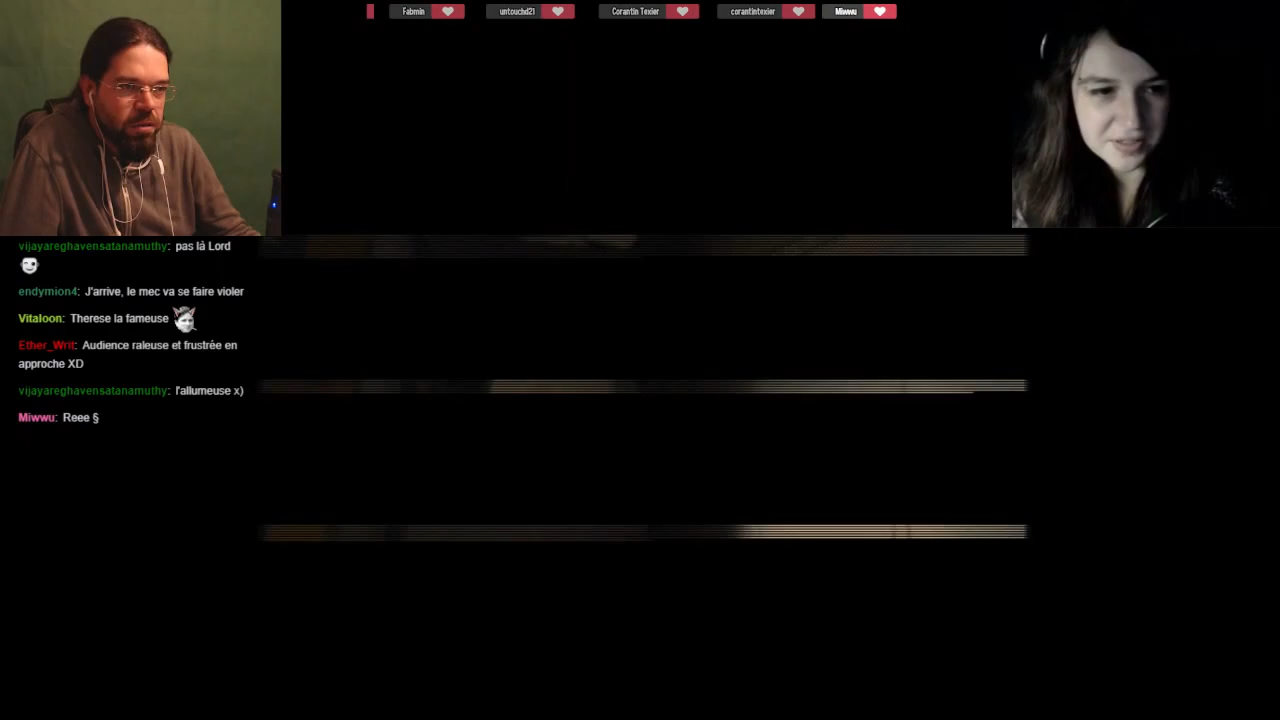 Fabmin
untouchd21
Corantin Texier
corantintexier
Miwwu
vijayareghavensatanamuthy: pas là Lord
endymion4: J'arrive, le mec va se faire violer
Vitaloon: Therese la fameuse
Ether_Writ: Audience raleuse et frustrée en
approche XD
vijayareghavensatanamuthy: l'allumeuse x)
Miwwu: Reee §